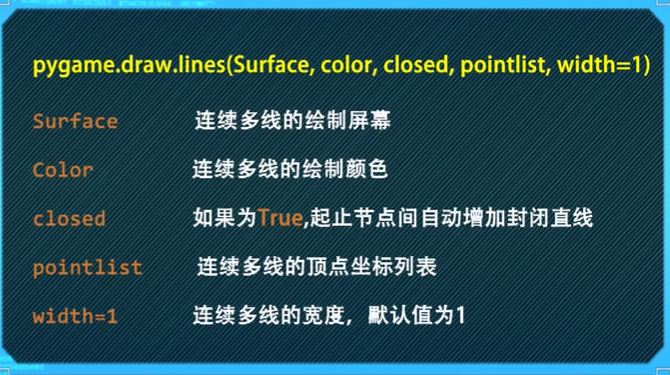 pygame.draw.lines(Surface, color, closed, pointlist, width=1)
Surface 连续多线的绘制屏幕
Color 连续多线的绘制颜色
closed 如果为True,起止节点间自动增加封闭直线
pointlist 连续多线的顶点坐标列表
width=1 连续多线的宽度，默认值为1